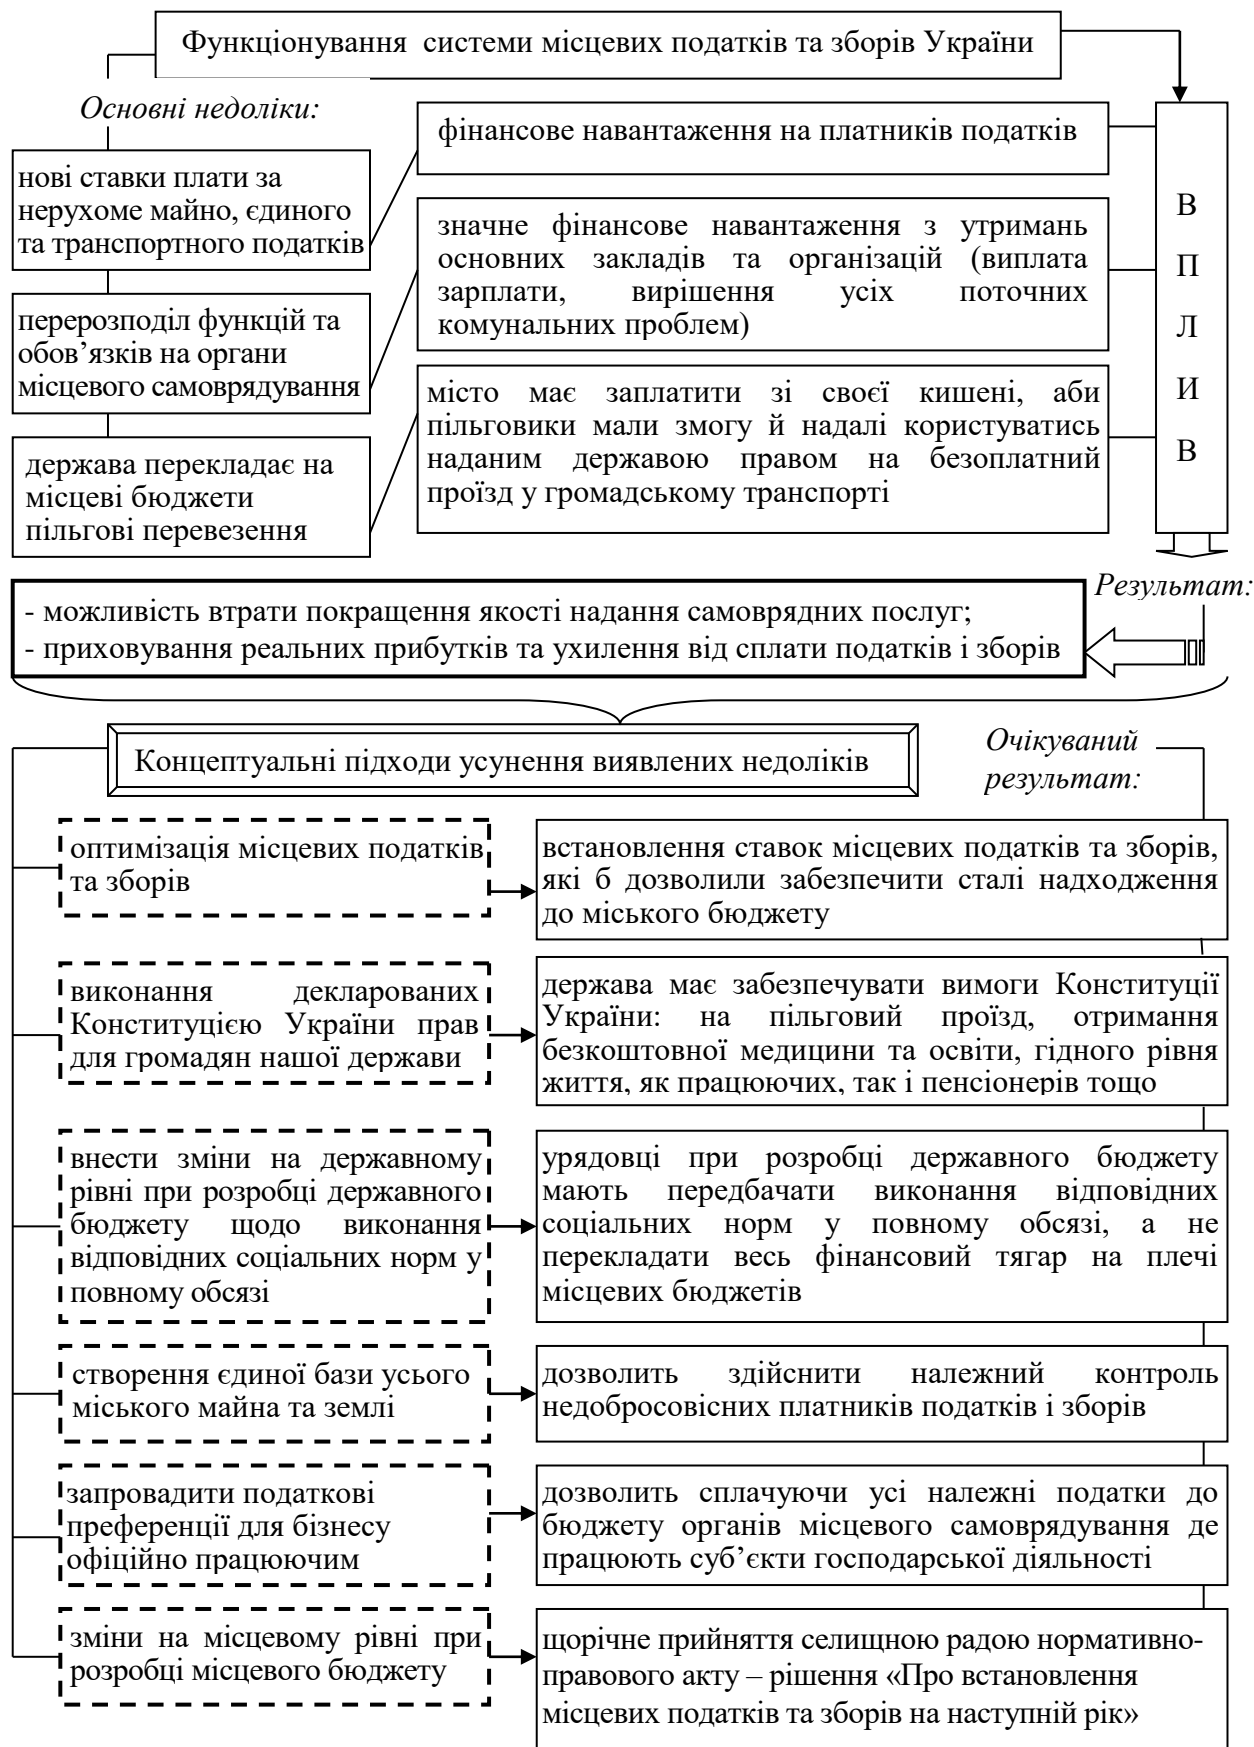 Функціонування системи місцевих податків та зборів України
Основні недоліки:
нові ставки плати за
нерухоме майно, єдиного
та транспортного податків
фінансове навантаження на платників податків
перерозподіл функцій та
обов’язків на органи
місцевого самоврядування
значне фінансове навантаження з утримань
основних закладів та організацій (виплата
зарплати, вирішення усіх поточних
комунальних проблем)
держава перекладає на
місцеві бюджети
пільгові перевезення
місто має заплатити зі своєї кишені, аби
пільговики мали змогу й надалі користуватись
наданим державою правом на безоплатний
проїзд у громадському транспорті
В
П
Л
И
В
Результат:
- можливість втрати покращення якості надання самоврядних послуг;
- приховування реальних прибутків та ухилення від сплати податків і зборів
Концептуальні підходи усунення виявлених недоліків
Очікуваний
результат:
оптимізація місцевих податків
та зборів
встановлення ставок місцевих податків та зборів,
які б дозволили забезпечити сталі надходження
до міського бюджету
виконання декларованих
Конституцією України прав
для громадян нашої держави
держава має забезпечувати вимоги Конституції
України: на пільговий проїзд, отримання
безкоштовної медицини та освіти, гідного рівня
життя, як працюючих, так і пенсіонерів тощо
внести зміни на державному
рівні при розробці державного
бюджету щодо виконання
відповідних соціальних норм у
повному обсязі
урядовці при розробці державного бюджету
мають передбачати виконання відповідних
соціальних норм у повному обсязі, а не
перекладати весь фінансовий тягар на плечі
місцевих бюджетів
створення єдиної бази усього
міського майна та землі
дозволить здійснити належний контроль
недобросовісних платників податків і зборів
запровадити податкові
преференції для бізнесу
офіційно працюючим
дозволить сплачуючи усі належні податки до
бюджету органів місцевого самоврядування де
працюють суб’єкти господарської діяльності
зміни на місцевому рівні при
розробці місцевого бюджету
щорічне прийняття селищною радою нормативно-
правового акту – рішення «Про встановлення
місцевих податків та зборів на наступній рік»